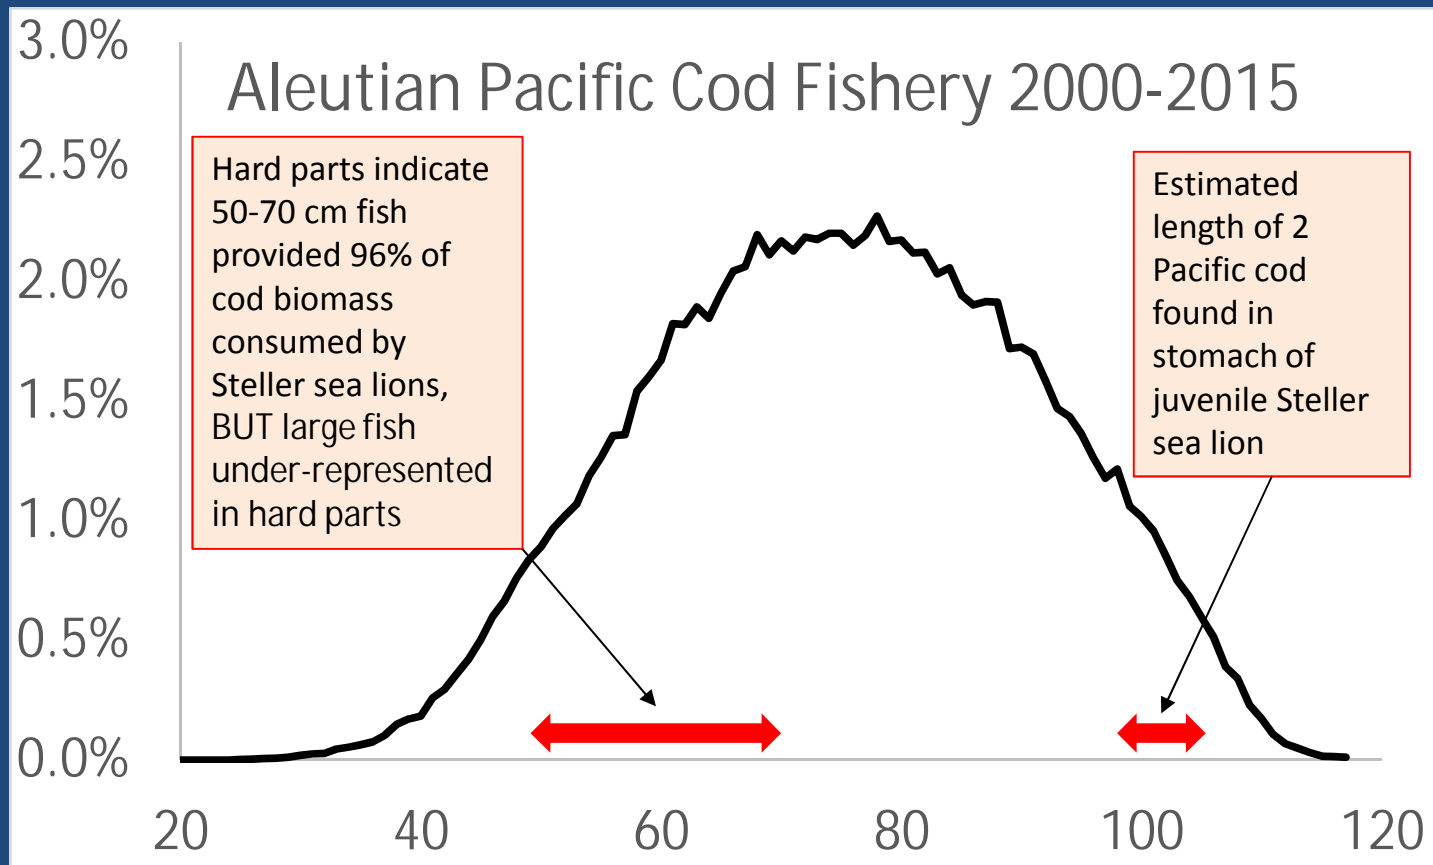 3.0%
Aleutian Pacific Cod Fishery 2000-2015
2.5%
2.0%
1.5%
1.0%
0.5%
0.0%
Hard parts indicate
50-70 cm fish
provided 96% of
cod biomass
consumed by
Steller sea lions,
BUT large fish
under-represented
in hard parts
Estimated
length of 2
Pacific cod
found in
stomach of
juvenile Steller
sea lion
20 40 60 80 100 120